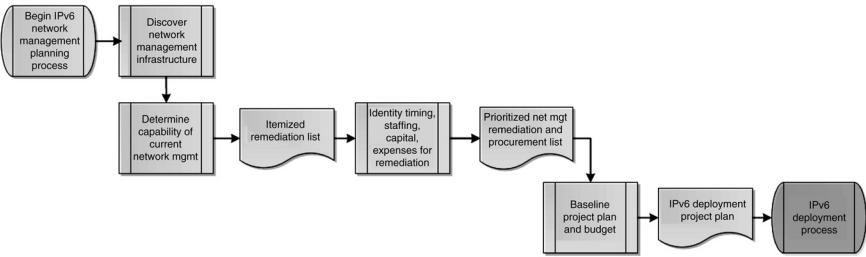 Begin IPv6
network
management
planning
process
Discover
network
management
infrastructure
Determine
capability of
current
network mgmt
Itemized
remediation list
Identity timing,
staffing,
capital,
expenses for
remediation
Prioritized net mgt
remediation and
procurement list
Baseline
project plan
and budget
IPv6 deployment
project plan
IPv6
deployment
process